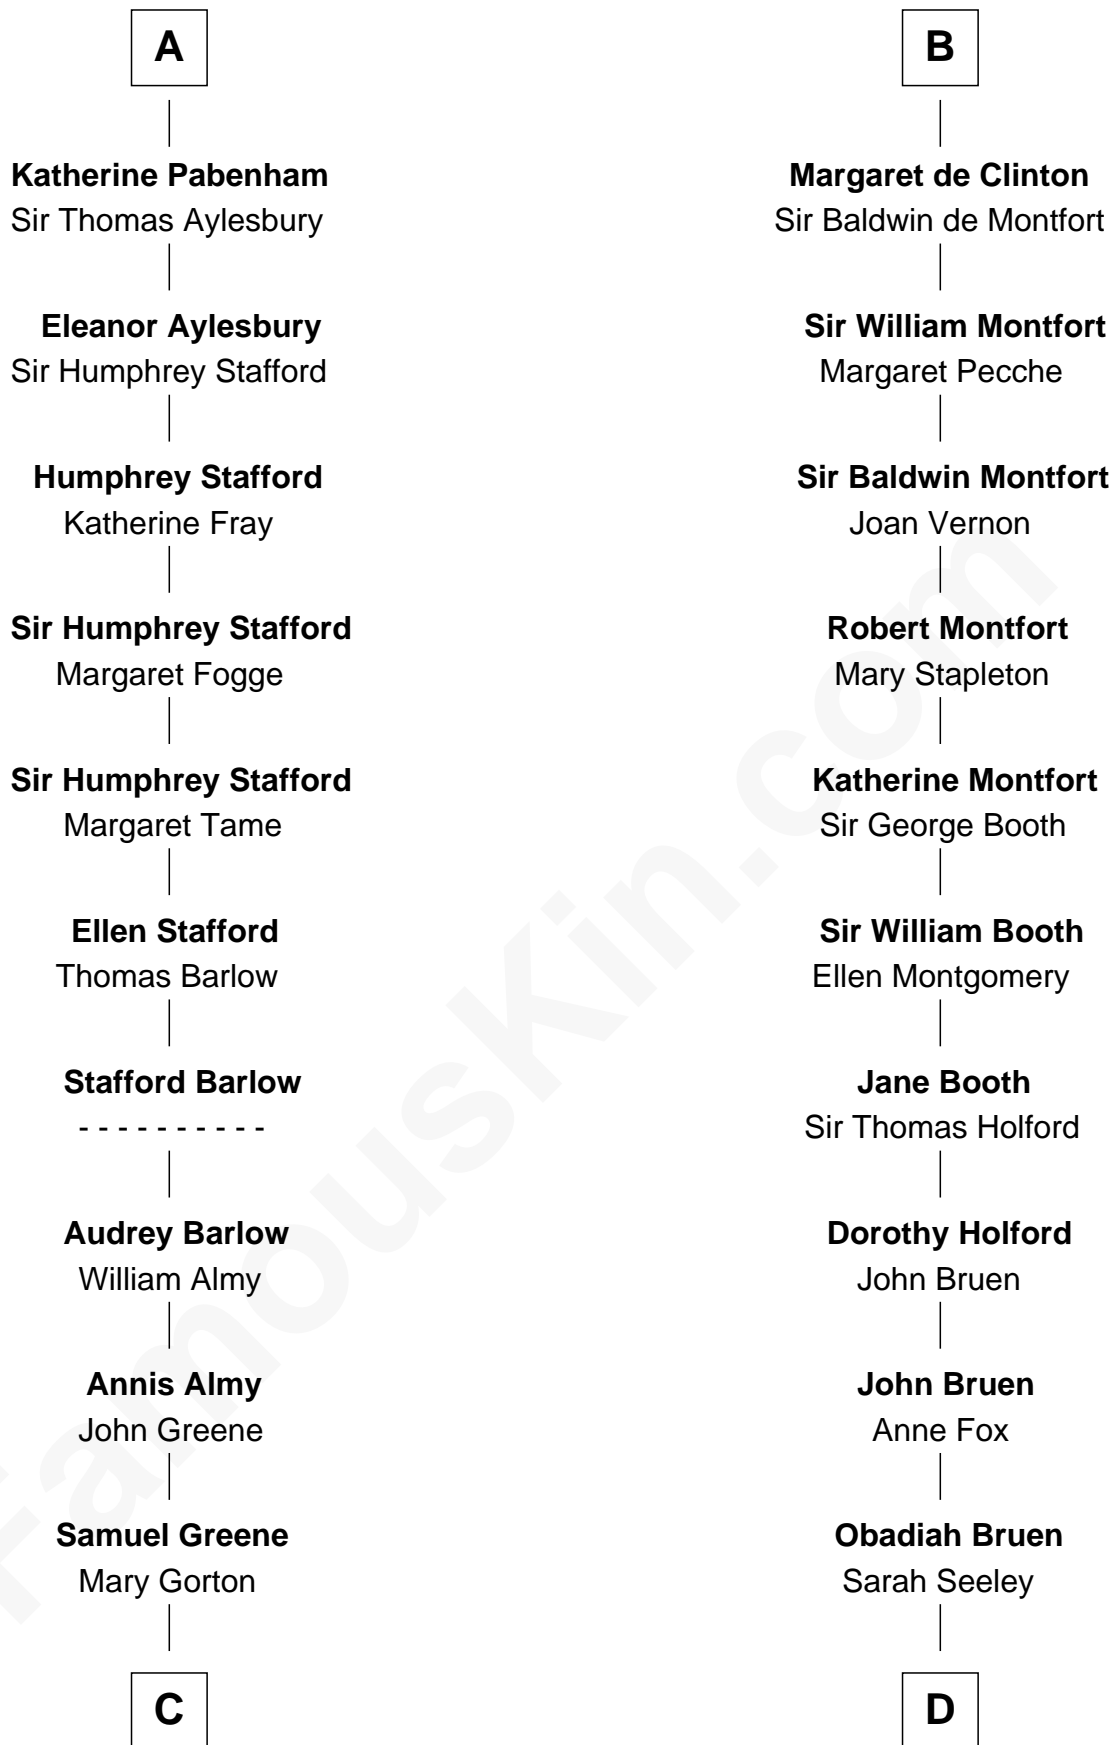 A
Katherine Pabenham
Sir Thomas Aylesbury
Eleanor Aylesbury
Sir Humphrey Stafford
Humphrey Stafford
Katherine Fray
Sir Humphrey Stafford
Margaret Fogge
Sir Humphrey Stafford
Margaret Tame
Ellen Stafford
Thomas Barlow
Stafford Barlow
- - - - - - - - - -
Audrey Barlow
William Almy
Annis Almy
John Greene
Samuel Greene
Mary Gorton
C
B
Margaret de Clinton
Sir Baldwin de Montfort
Sir William Montfort
Margaret Pecche
Sir Baldwin Montfort
Joan Vernon
Robert Montfort
Mary Stapleton
Katherine Montfort
Sir George Booth
Sir William Booth
Ellen Montgomery
Jane Booth
Sir Thomas Holford
Dorothy Holford
John Bruen
John Bruen
Anne Fox
Obadiah Bruen
Sarah Seeley
D
FamousKin.com